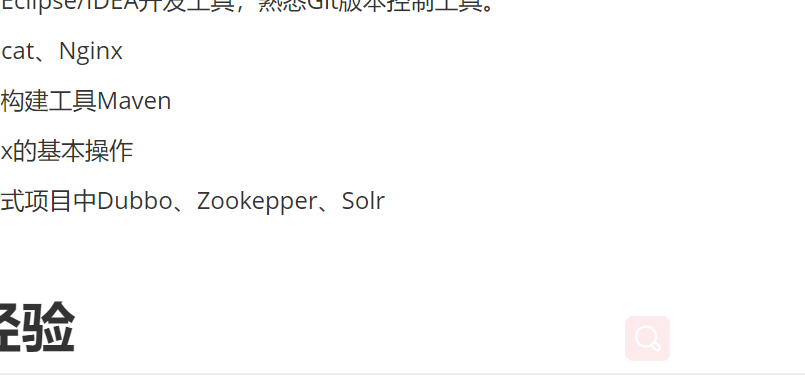 Eclipse/IDEA开发工具，熟悉Git版本控制工具。
cat、Nginx
构建工具Maven
x的基本操作
式项目中Dubbo、Zookepper、Solr
经验